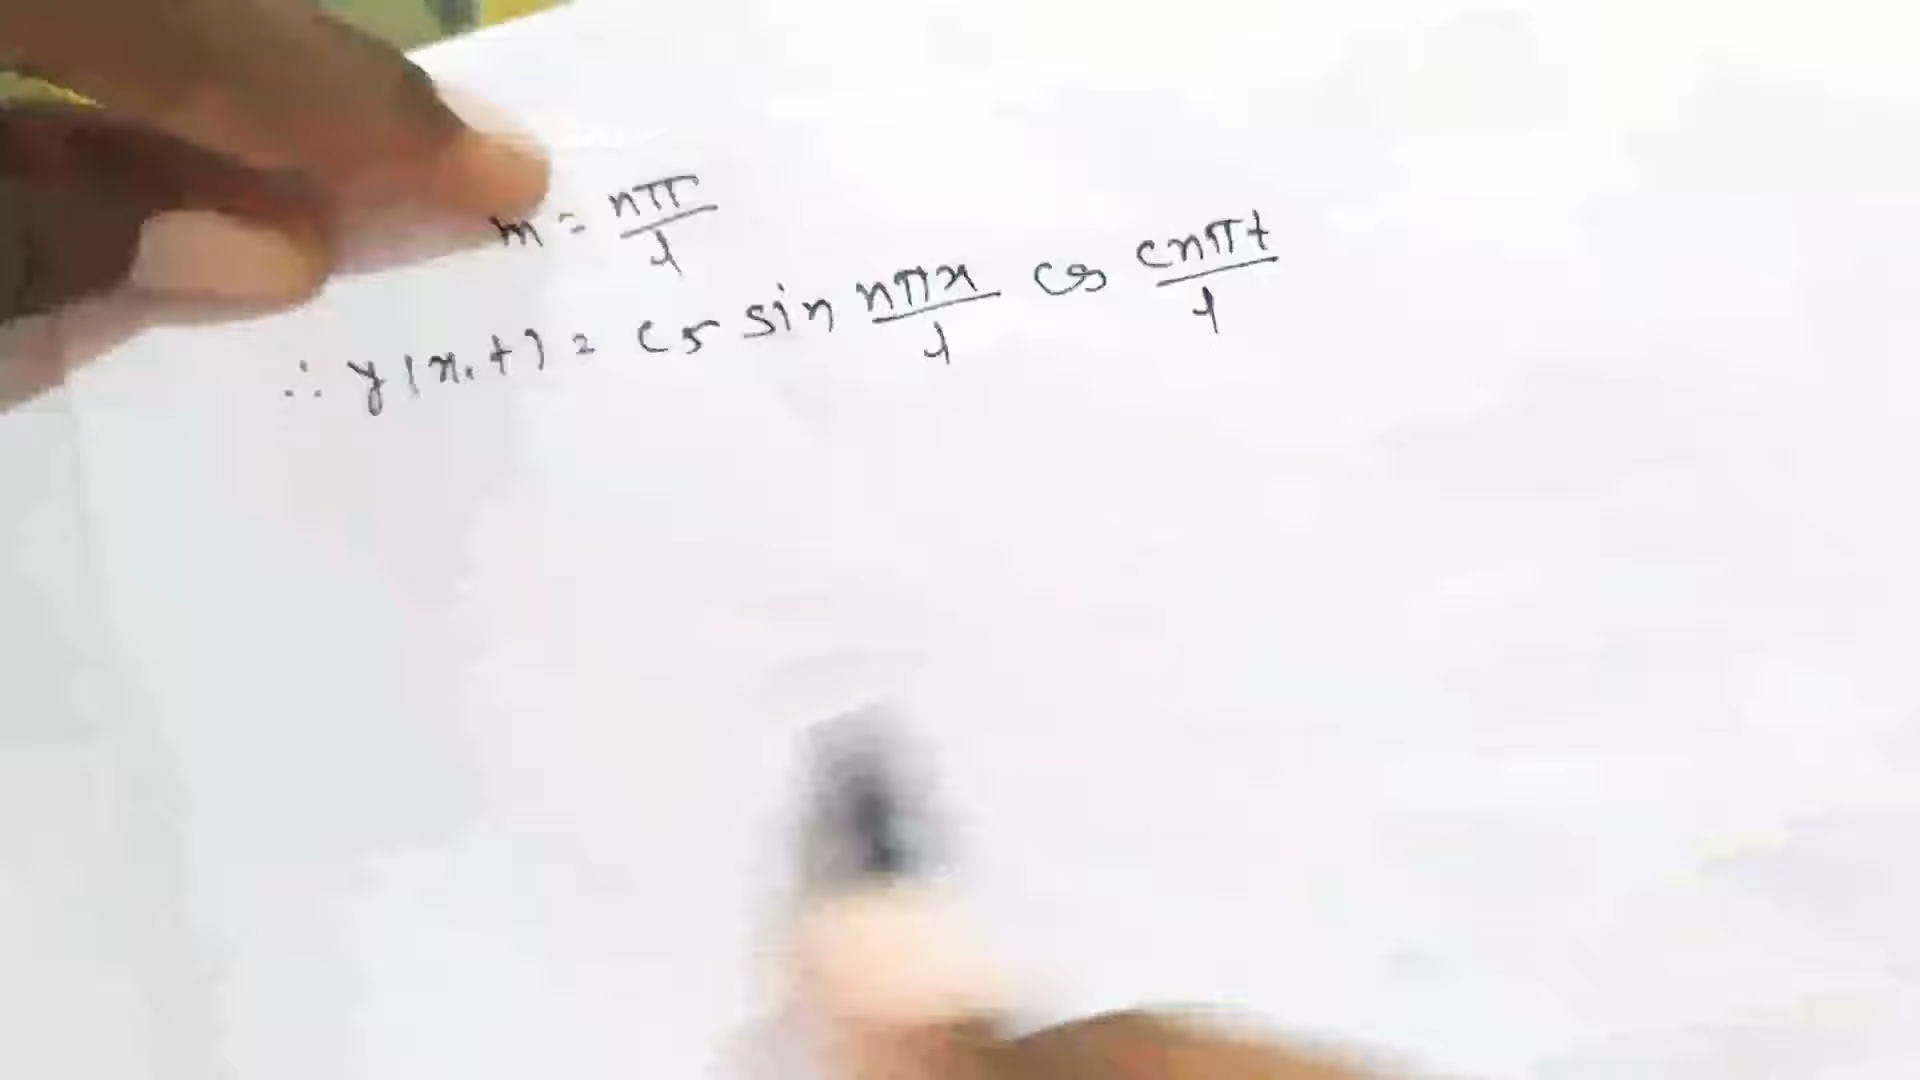 m = nπ/l
∴ y(x,t) = c5 sin nπx/l cos cnπt/l